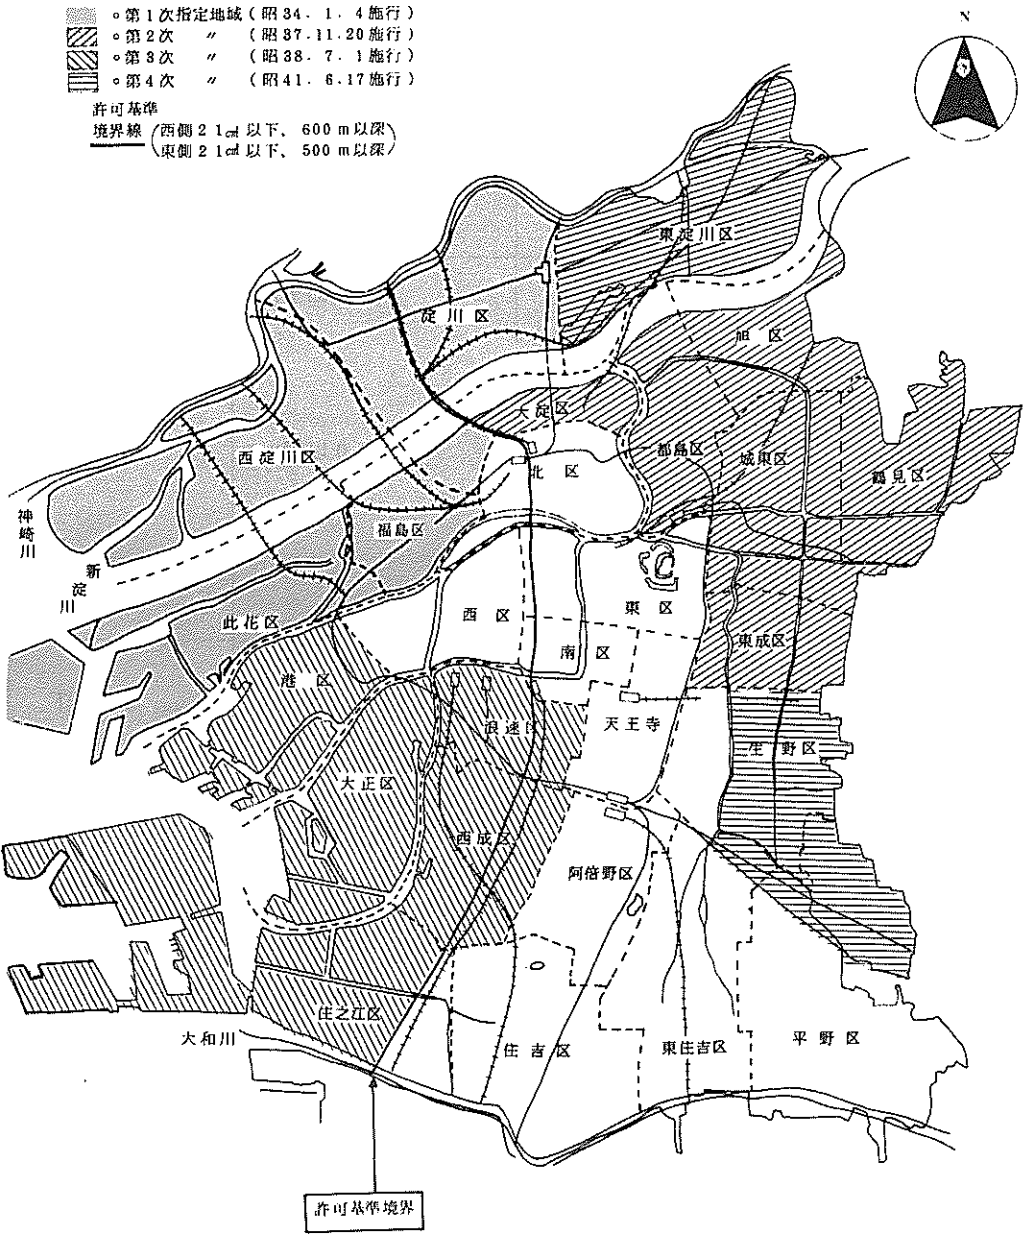 ◦第1次指定地域(昭34.1.4施行)
◦第2次 〃 (昭37.11.20施行)
◦第3次 〃 (昭38.7.1施行)
◦第4次 〃 (昭41.6.17施行)
許可基準
境界線(西側21c㎡以下、600m以深
東側21c㎡以下、500m以深)
N
東淀川区
淀川区
旭区
大淀区
西淀川区
北区
都島区
城東区
鶴見区
神崎川
福島区
新淀川
此花区
西区
東区
東成区
南区
港区
浪速区
天王寺
生野区
大正区
西成区
阿倍野区
住之江区
大和川
住吉区
東住吉区
平野区
許可基準境界